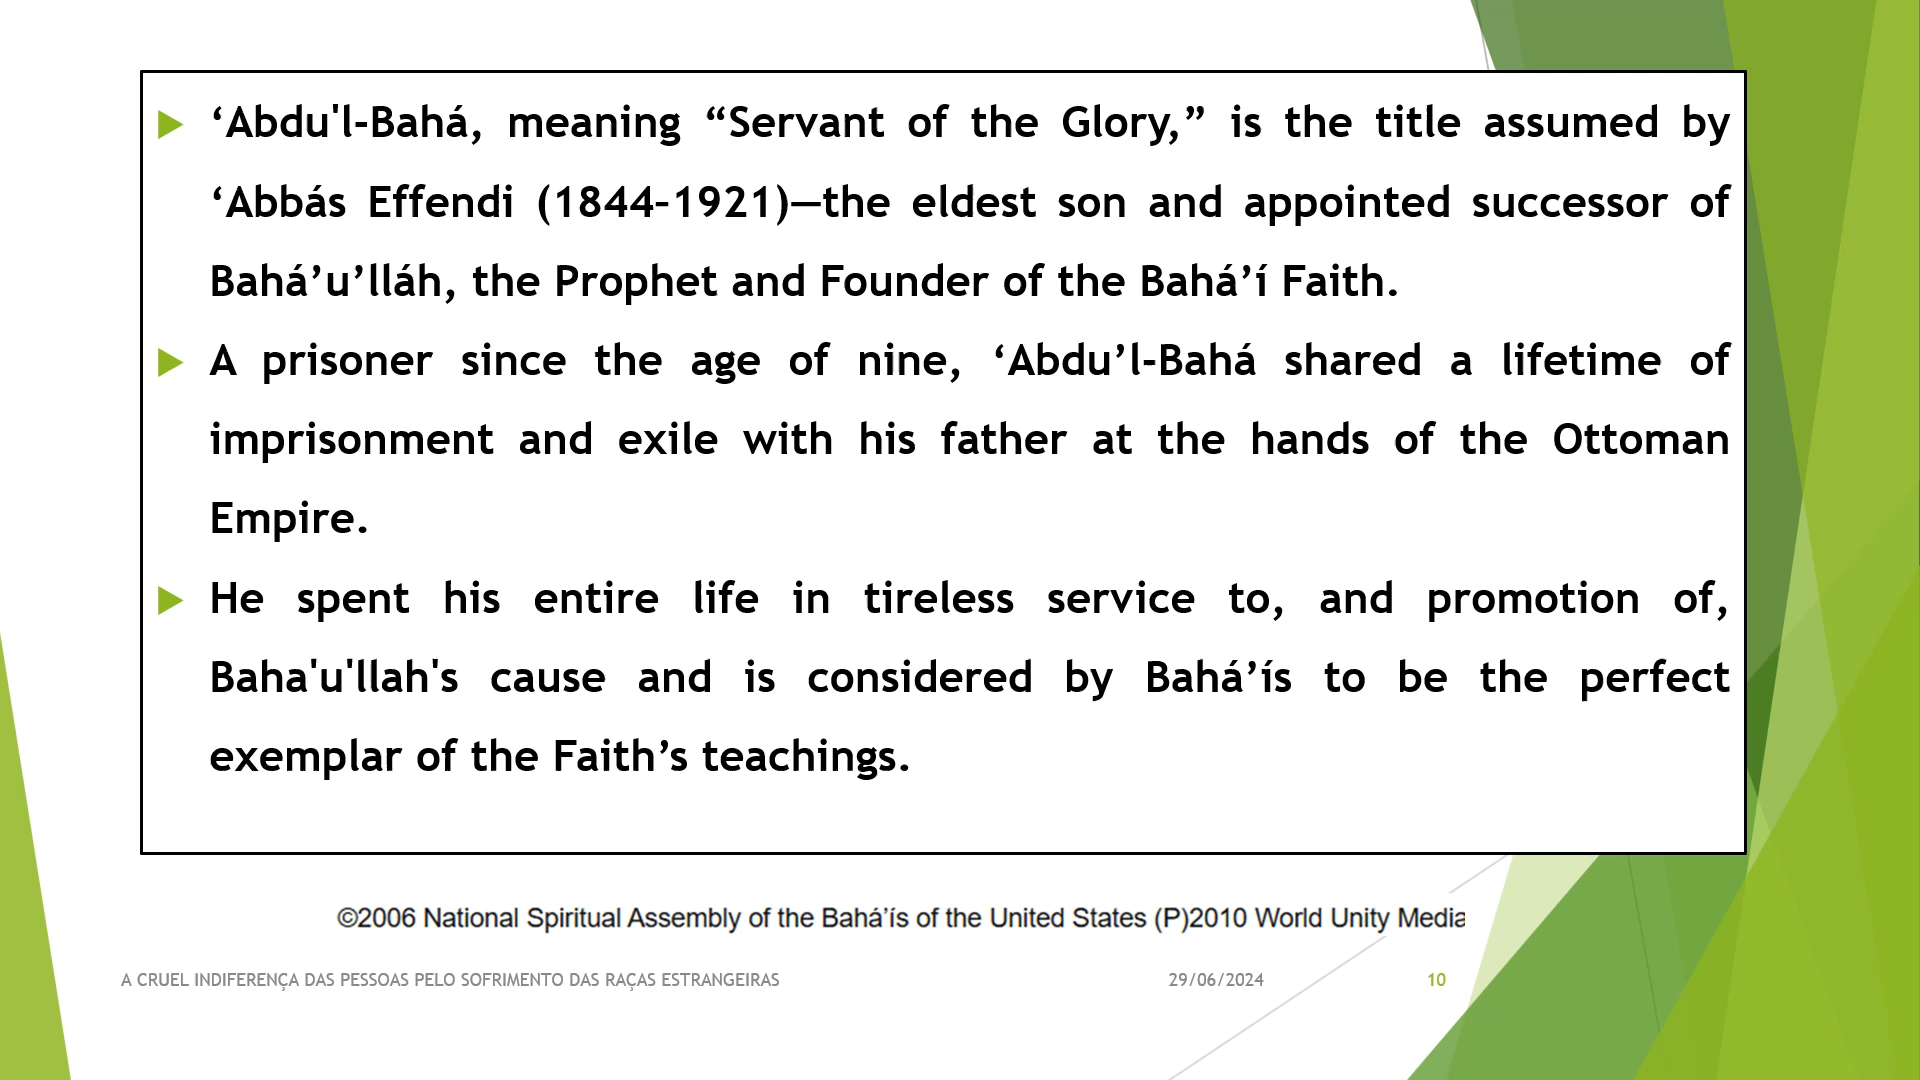 ‘Abdu'l-Bahá, meaning “Servant of the Glory,” is the title assumed by
‘Abbás Effendi (1844–1921)—the eldest son and appointed successor of
Bahá’u’lláh, the Prophet and Founder of the Bahá’í Faith.
A prisoner since the age of nine, ‘Abdu’l-Bahá shared a lifetime of
imprisonment and exile with his father at the hands of the Ottoman
Empire.
He spent his entire life in tireless service to, and promotion of,
Baha'u'llah's cause and is considered by Bahá’ís to be the perfect
exemplar of the Faith’s teachings.
©2006 National Spiritual Assembly of the Bahá’ís of the United States (P)2010 World Unity Media
A CRUEL INDIFERENÇA DAS PESSOAS PELO SOFRIMENTO DAS RAÇAS ESTRANGEIRAS 29/06/2024 10